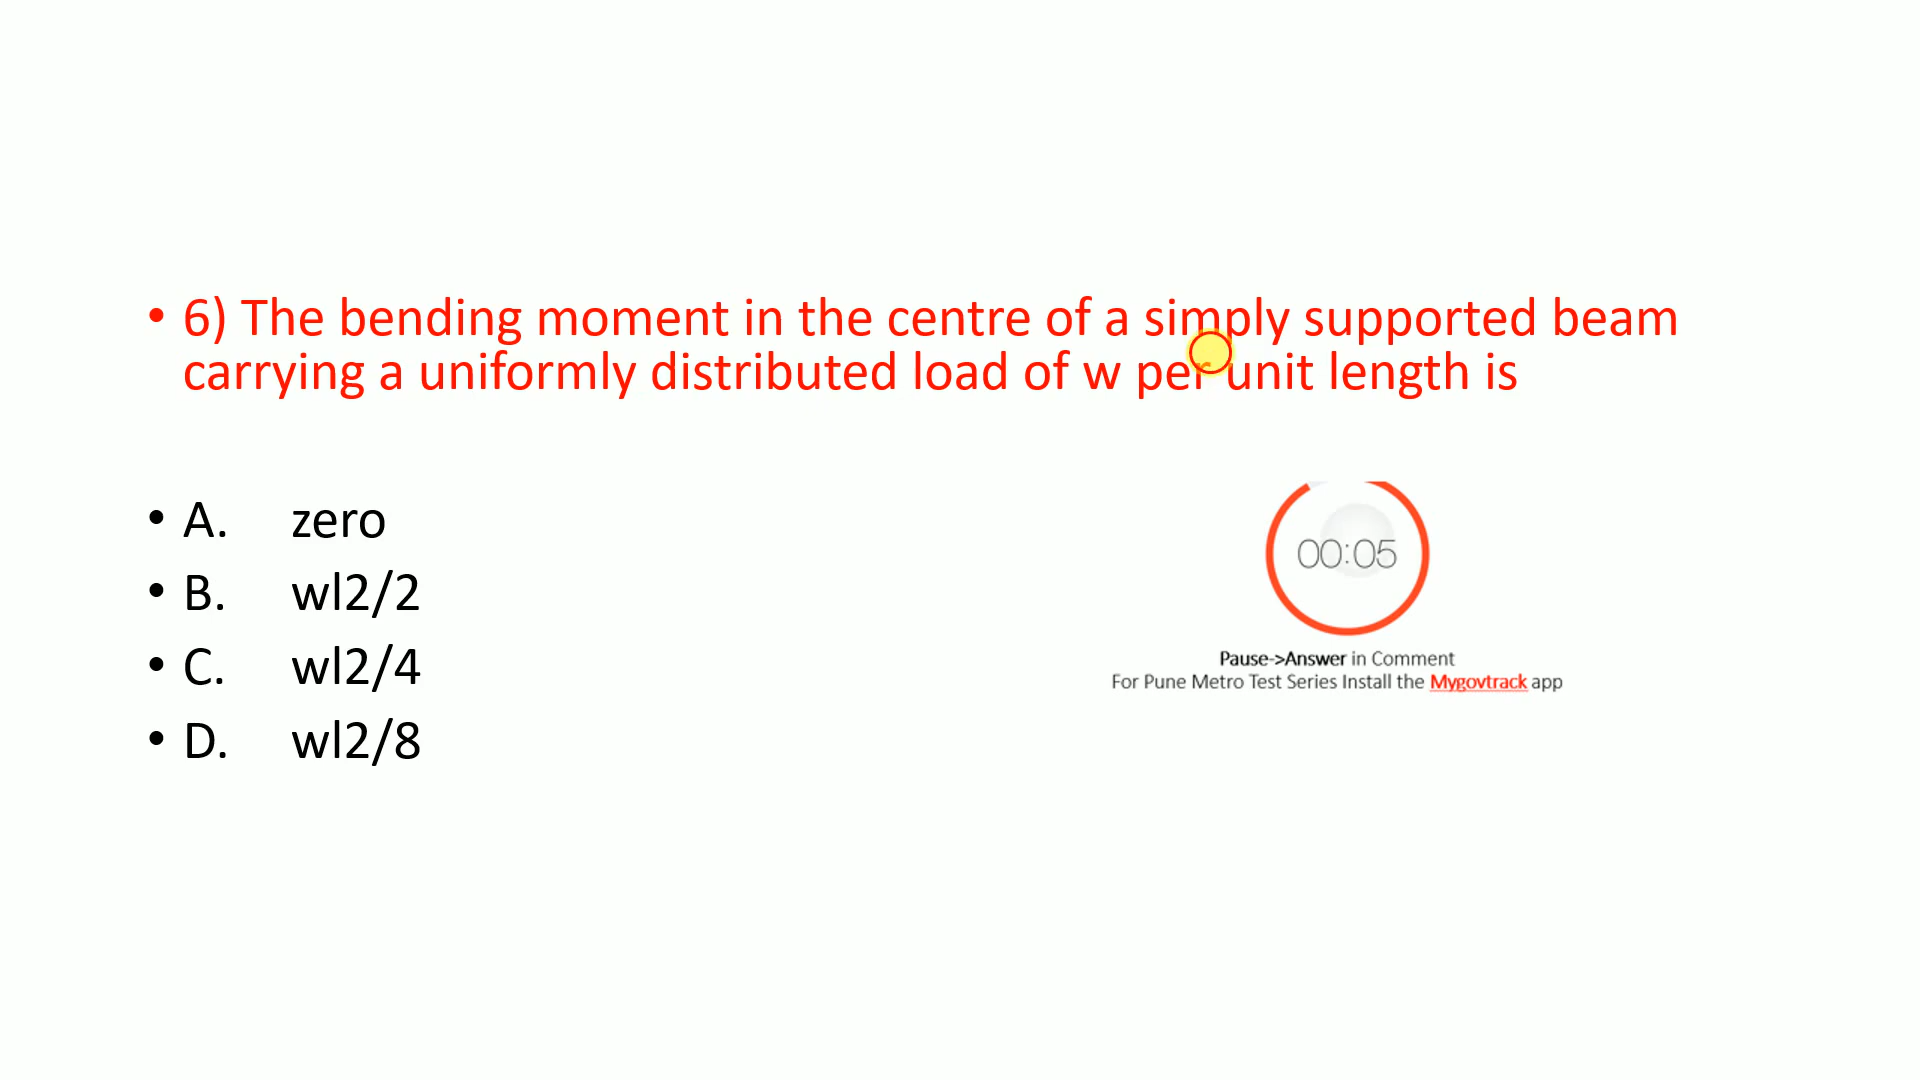 • 6) The bending moment in the centre of a simply supported beam
carrying a uniformly distributed load of w per unit length is
• A. zero
• B. wl2/2
• C. wl2/4
• D. wl2/8
00:05
Pause->Answer in Comment
For Pune Metro Test Series Install the Mygovtrack app